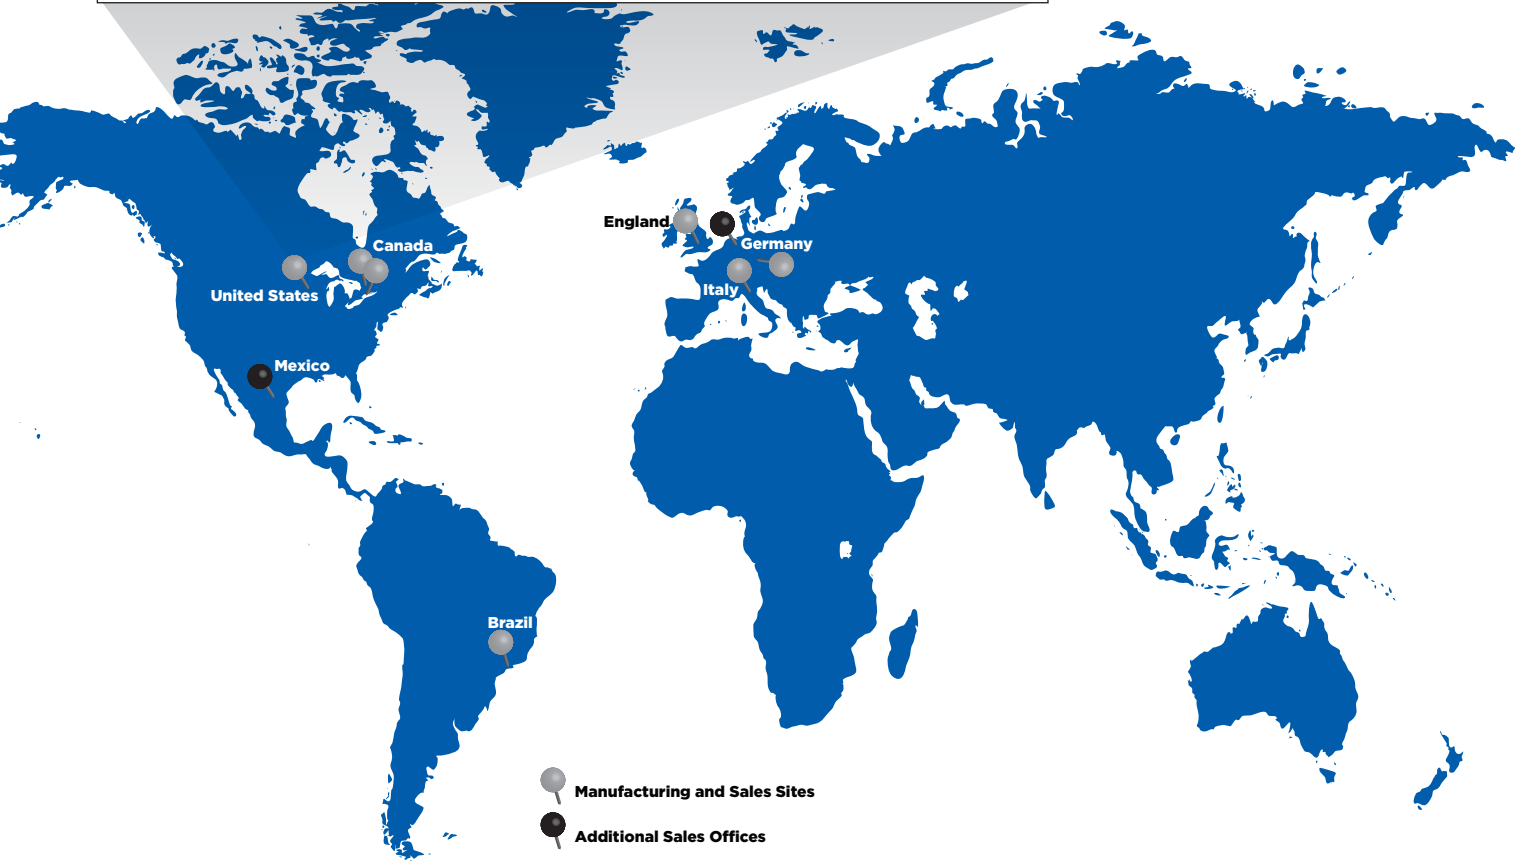 England
Canada
Germany
United States
Italy
Mexico
Brazil
Manufacturing and Sales Sites
Additional Sales Offices